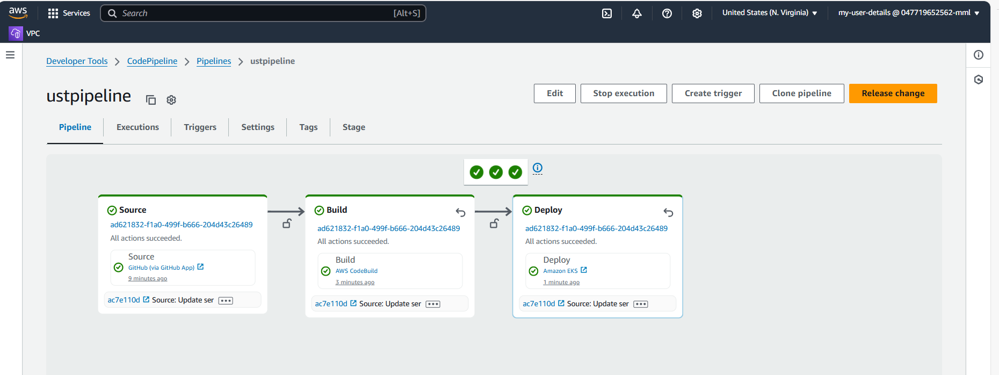 aws
Services
Search
[Alt+S]
United States (N. Virginia)
my-user-details @ 047719652562-mml
VPC
Developer Tools
CodePipeline
Pipelines
ustpipeline
ustpipeline
Edit
Stop execution
Create trigger
Clone pipeline
Release change
Pipeline
Executions
Triggers
Settings
Tags
Stage
Source
ad621832-f1a0-499f-b666-204d43c26489
All actions succeeded.
Source
GitHub (via GitHub App)
9 minutes ago
ac7e110d Source: Update ser
Build
ad621832-f1a0-499f-b666-204d43c26489
All actions succeeded.
Build
AWS CodeBuild
3 minutes ago
ac7e110d Source: Update ser
Deploy
ad621832-f1a0-499f-b666-204d43c26489
All actions succeeded.
Deploy
Amazon EKS
1 minute ago
ac7e110d Source: Update ser